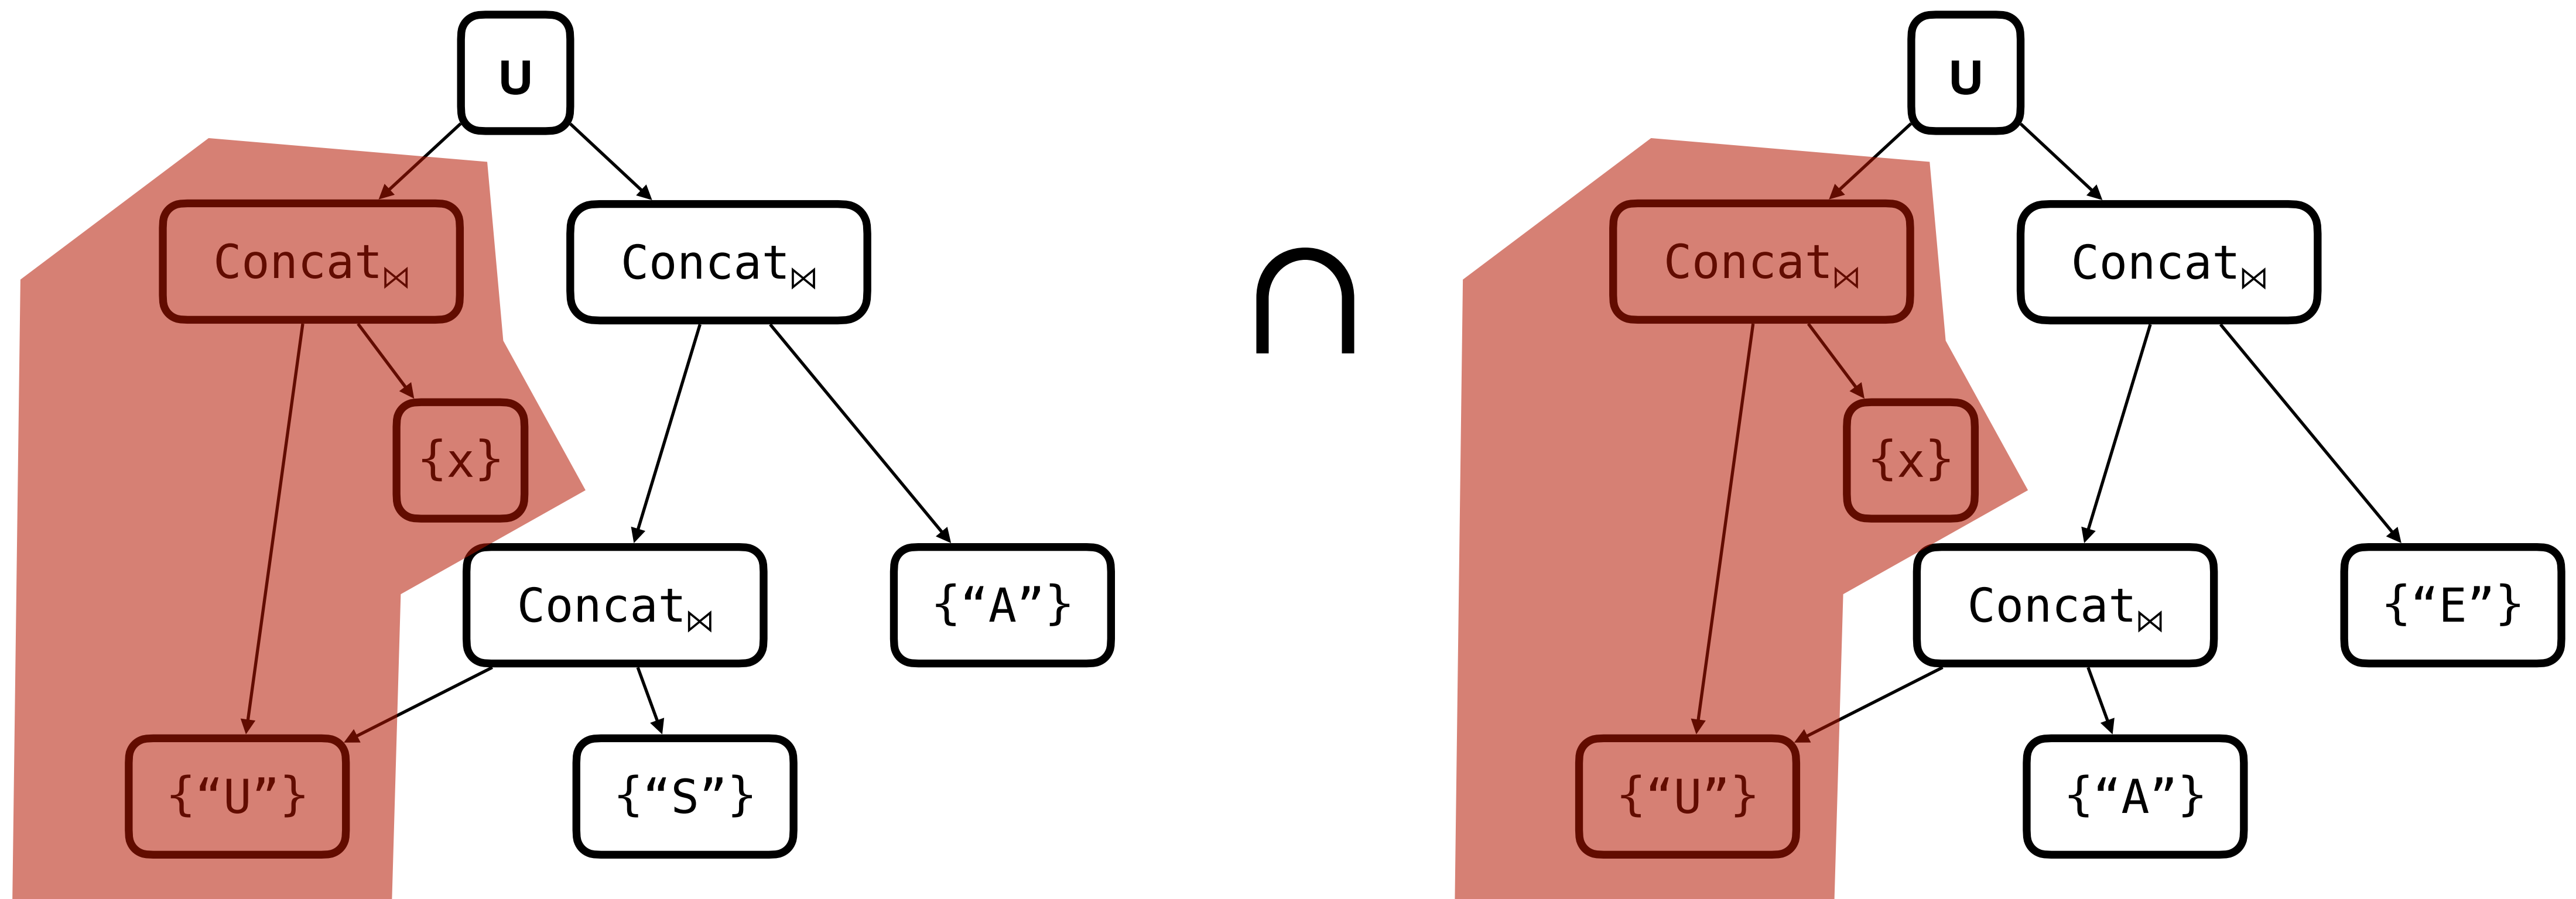 U U
Concat⋈ Concat⋈ ∩ Concat⋈ Concat⋈
{x} {x}
Concat⋈ {“A”} Concat⋈ {“E”}
{“U”} {“S”} {“U”} {“A”}